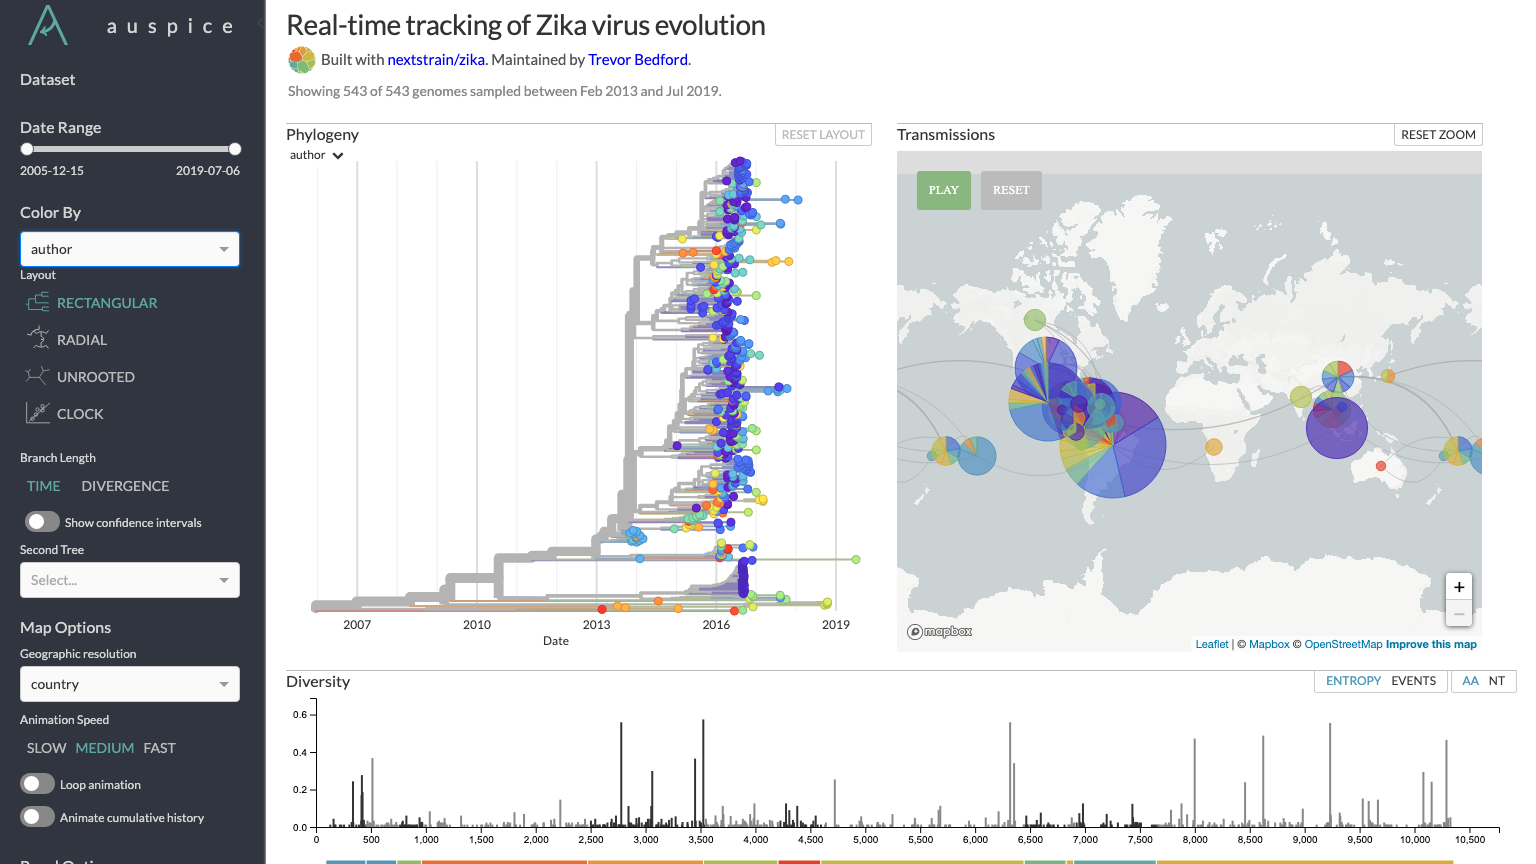 auspice
Dataset
Date Range
2005-12-15 2019-07-06
Color By
author
Layout
RECTANGULAR
RADIAL
UNROOTED
CLOCK
Branch Length
TIME DIVERGENCE
Show confidence intervals
Second Tree
Select...
Map Options
Geographic resolution
country
Animation Speed
SLOW MEDIUM FAST
Loop animation
Animate cumulative history
Real-time tracking of Zika virus evolution
Built with nextstrain/zika. Maintained by Trevor Bedford.
Showing 543 of 543 genomes sampled between Feb 2013 and Jul 2019.
Phylogeny
RESET LAYOUT
author
2007 2010 2013 2016 2019
Date
Transmissions
RESET ZOOM
PLAY RESET
+
−
mapbox
Leaflet | © Mapbox © OpenStreetMap Improve this map
Diversity
ENTROPY EVENTS AA NT
0.6
0.4
0.2
0.0
0 500 1,000 1,500 2,000 2,500 3,000 3,500 4,000 4,500 5,000 5,500 6,000 6,500 7,000 7,500 8,000 8,500 9,000 9,500 10,000 10,500